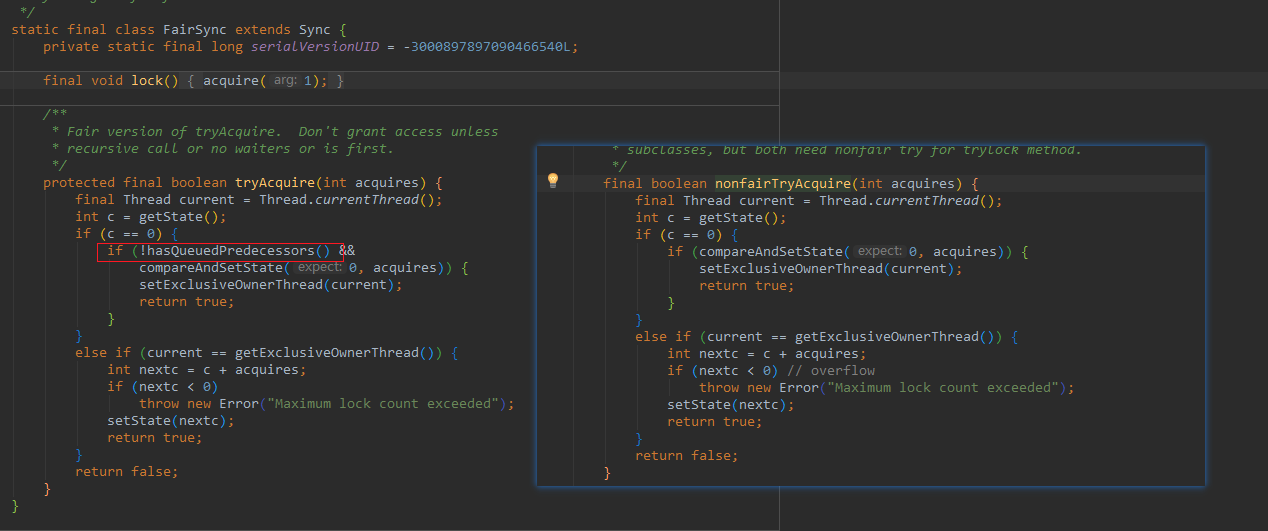 */
static final class FairSync extends Sync {
private static final long serialVersionUID = -3000897897090466540L;
final void lock() { acquire( arg: 1); }
/**
* Fair version of tryAcquire.  Don't grant access unless
* recursive call or no waiters or is first.
*/
protected final boolean tryAcquire(int acquires) {
final Thread current = Thread.currentThread();
int c = getState();
if (c == 0) {
if (!hasQueuedPredecessors() &&
compareAndSetState( expect: 0, acquires)) {
setExclusiveOwnerThread(current);
return true;
}
}
else if (current == getExclusiveOwnerThread()) {
int nextc = c + acquires;
if (nextc < 0)
throw new Error("Maximum lock count exceeded");
setState(nextc);
return true;
}
return false;
}
}
* subclasses, but both need nonfair try for trylock method.
*/
final boolean nonfairTryAcquire(int acquires) {
final Thread current = Thread.currentThread();
int c = getState();
if (c == 0) {
if (compareAndSetState( expect: 0, acquires)) {
setExclusiveOwnerThread(current);
return true;
}
}
else if (current == getExclusiveOwnerThread()) {
int nextc = c + acquires;
if (nextc < 0) // overflow
throw new Error("Maximum lock count exceeded");
setState(nextc);
return true;
}
return false;
}